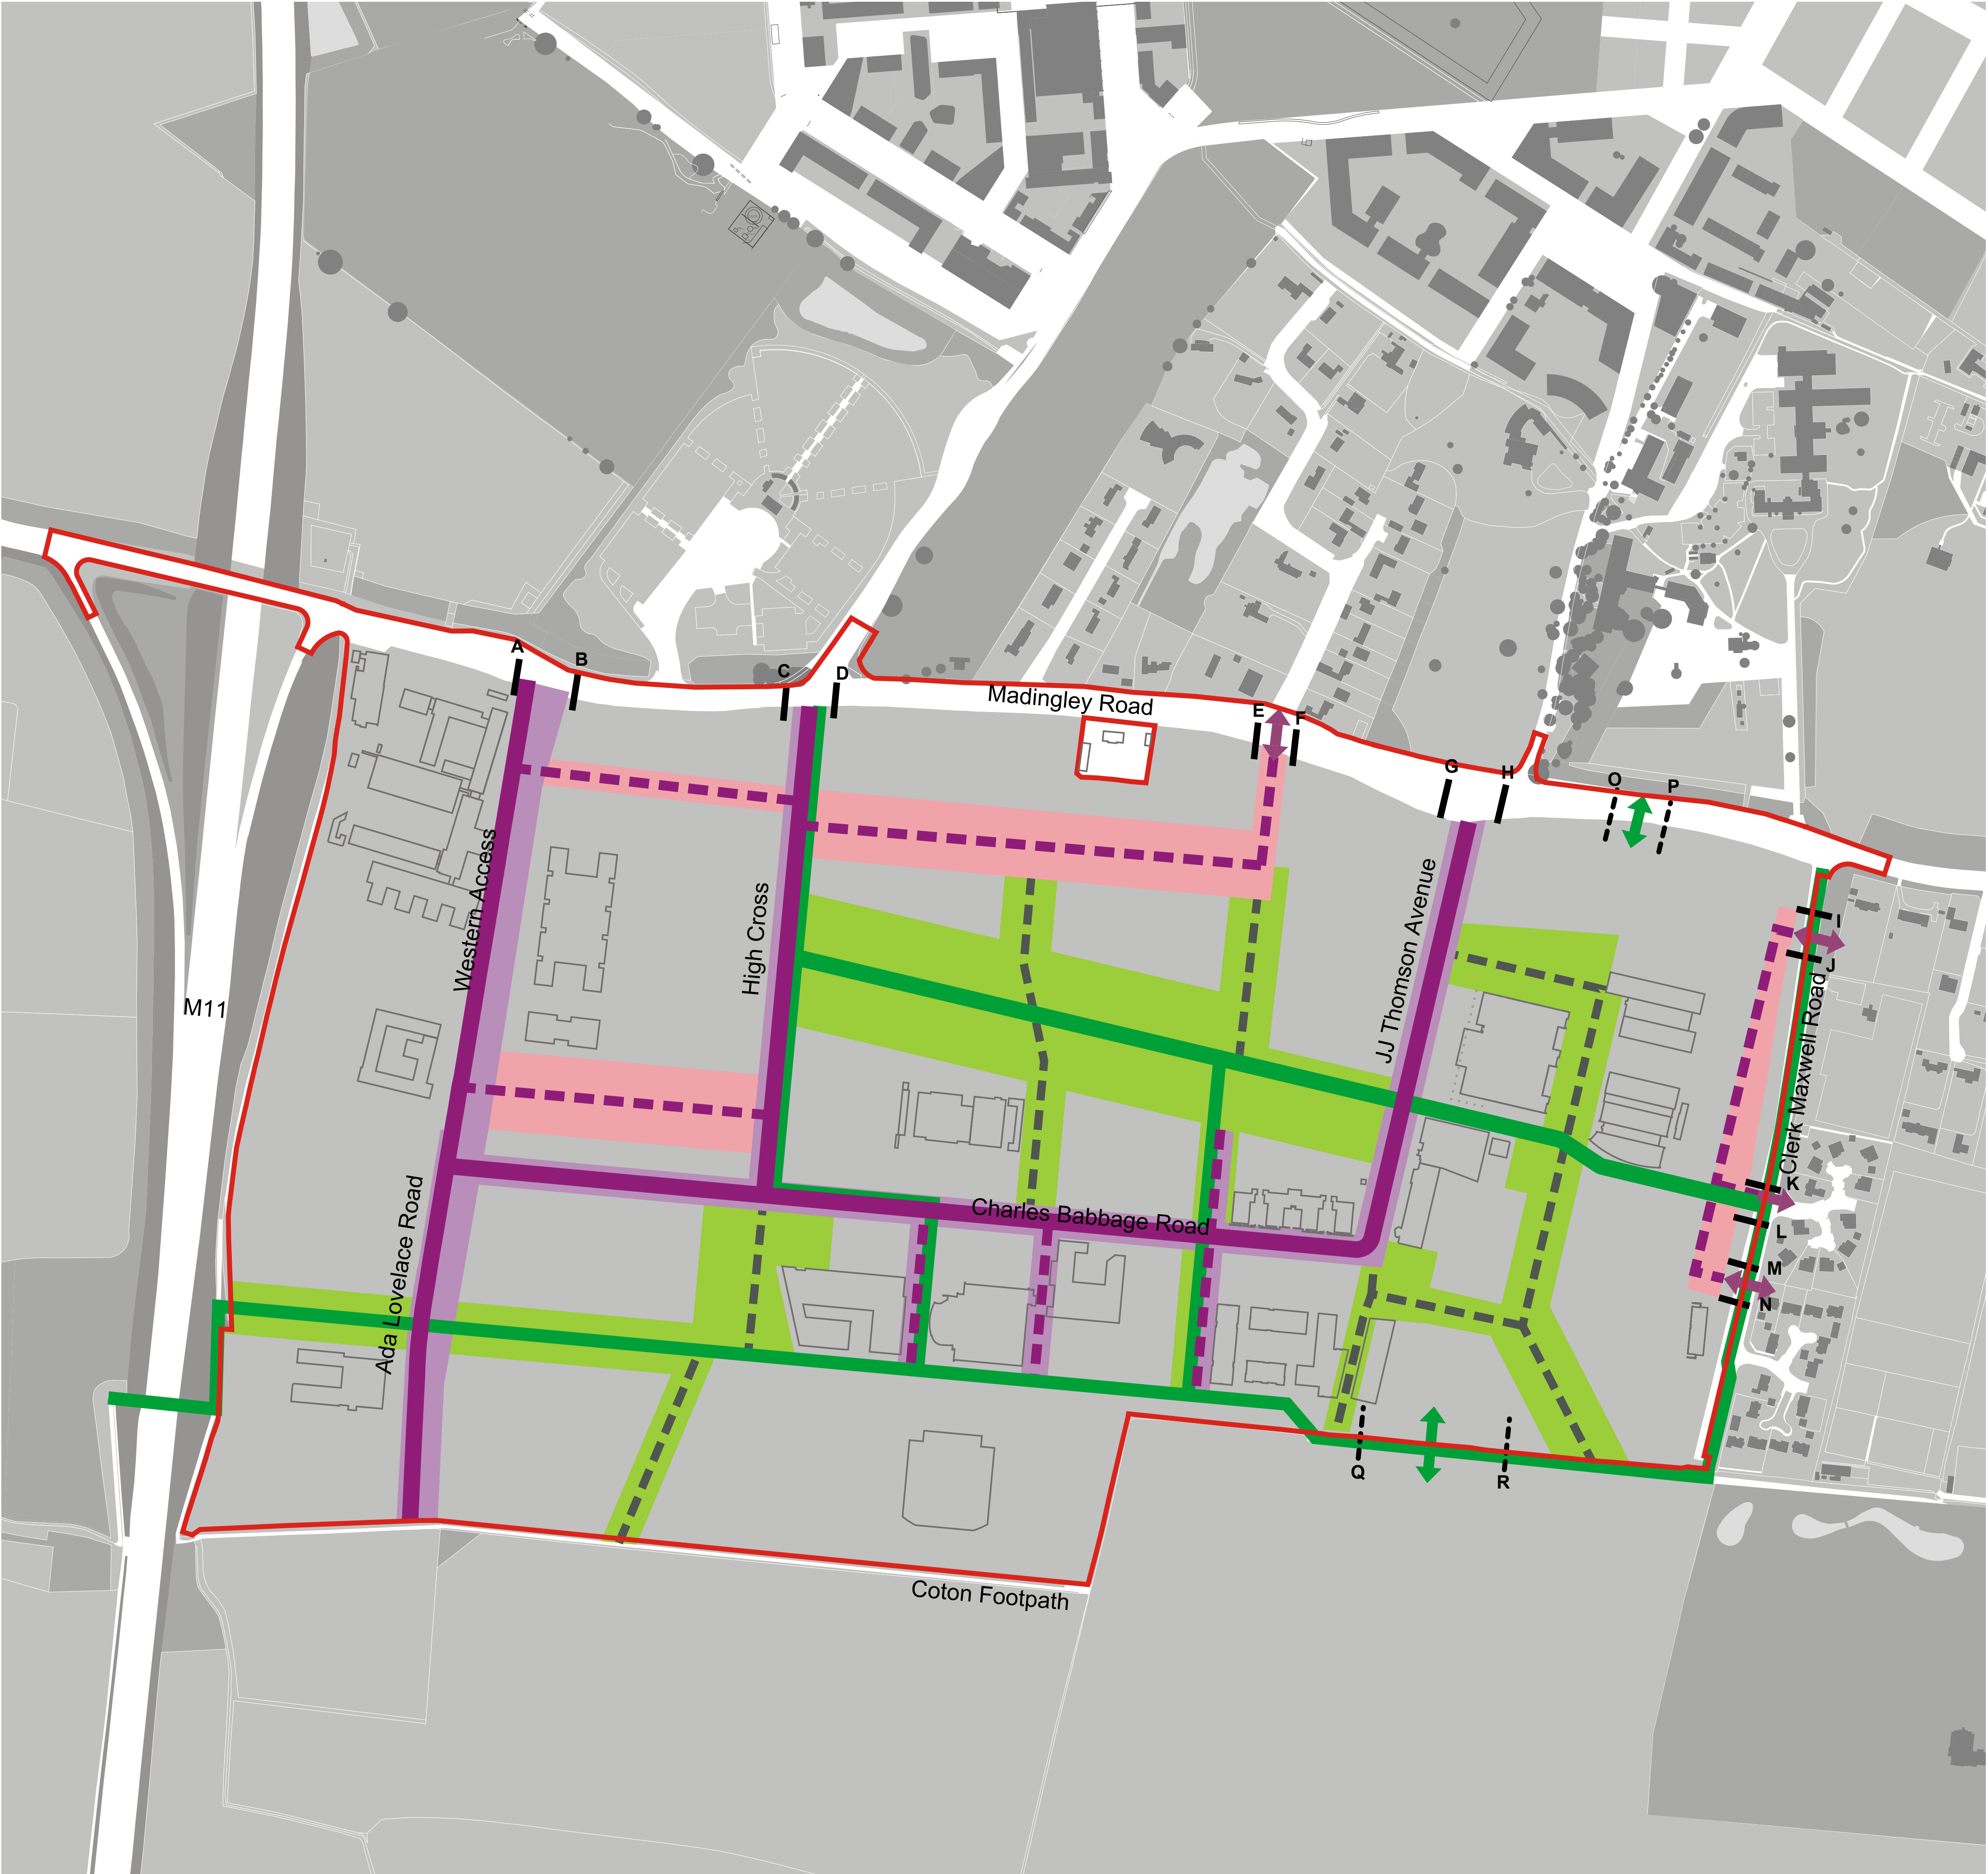 A
B
C
D
Madingley Road
E
F
G
H
O
P
I
J
Western Access
High Cross
JJ Thomson Avenue
Clerk Maxwell Road
M11
K
L
M
N
Ada Lovelace Road
Charles Babbage Road
Q
R
Coton Footpath